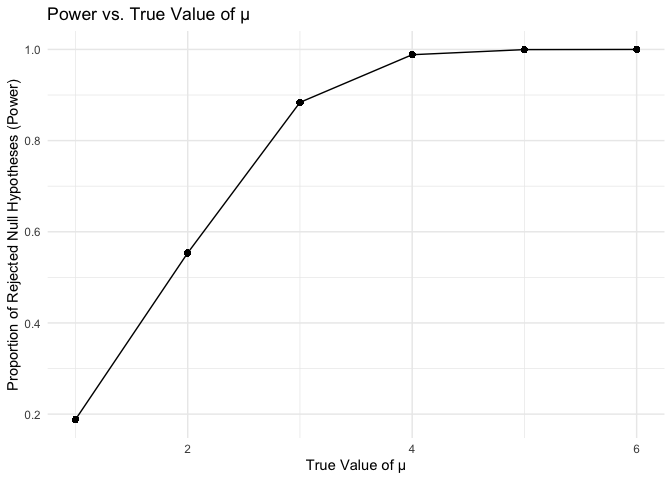 Power vs. True Value of μ
Proportion of Rejected Null Hypotheses (Power)
1.0
0.8
0.6
0.4
0.2
2
4
6
True Value of μ